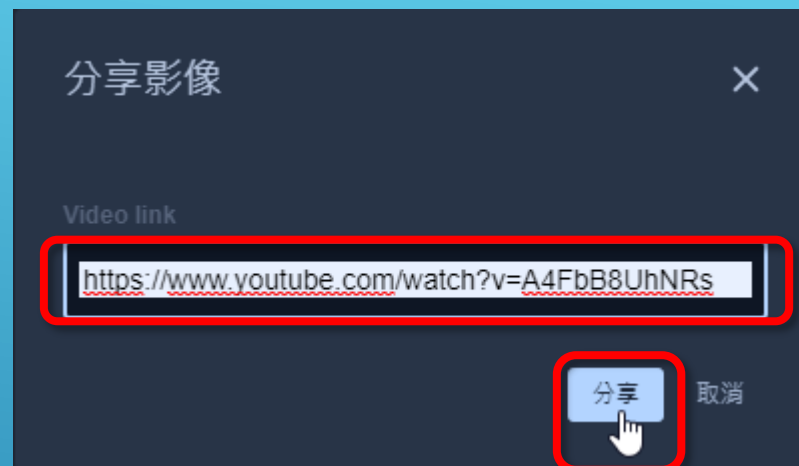 分享影像
Video link
https://www.youtube.com/watch?v=A4FbB8UhNRs
分享 取消